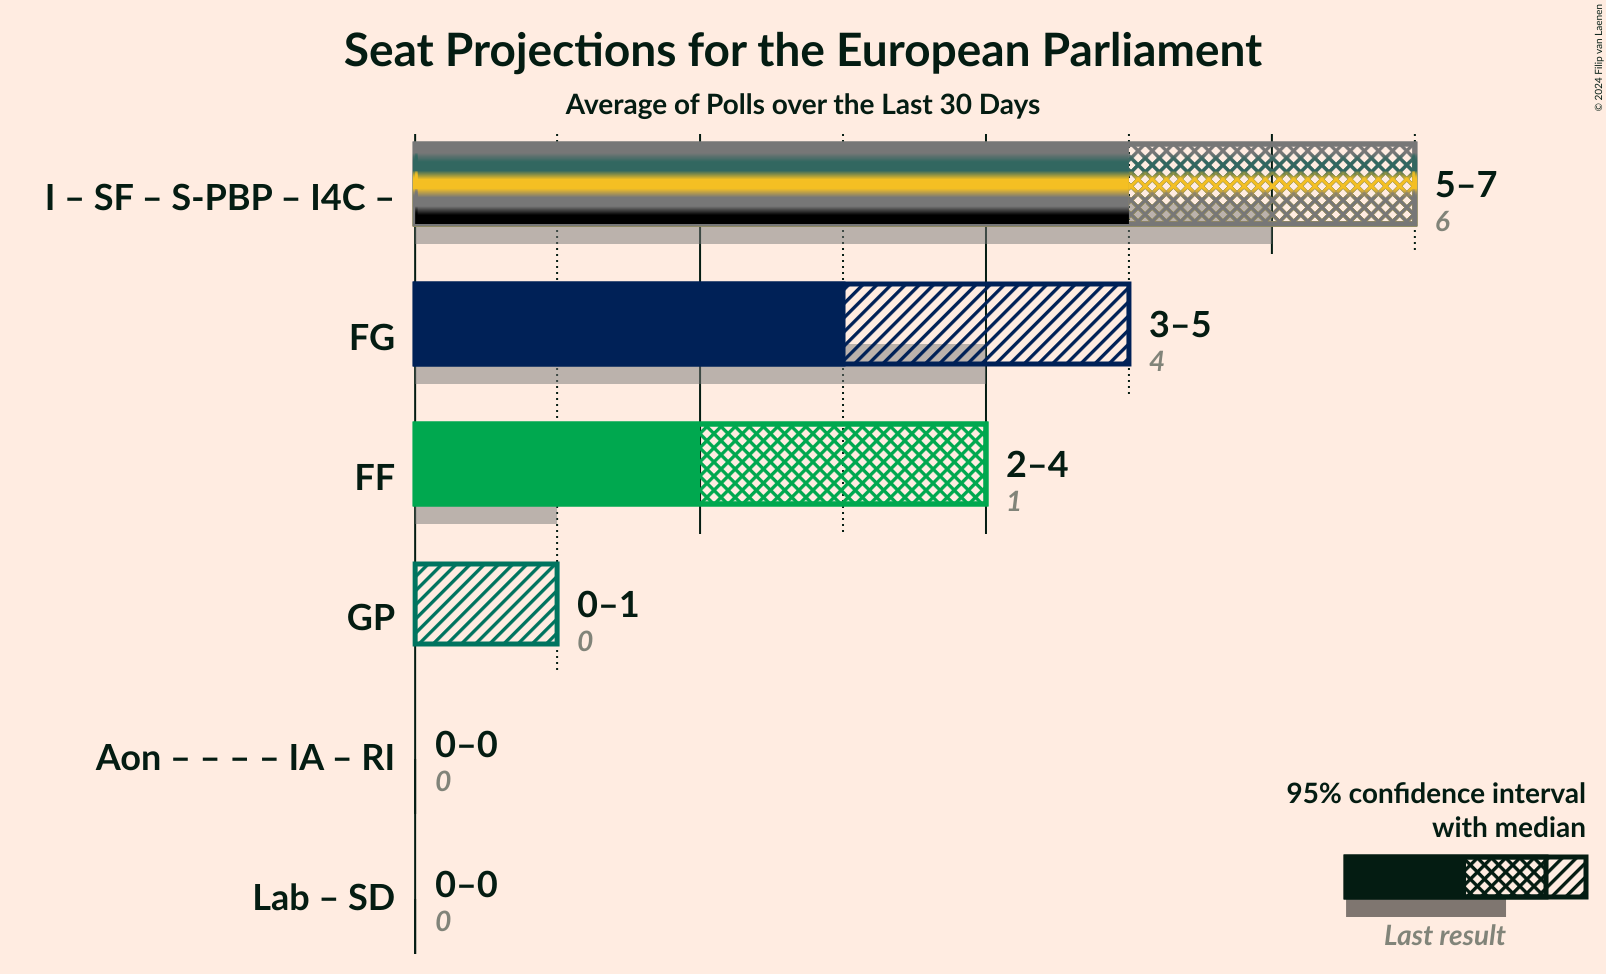 Seat Projections for the European Parliament
Average of Polls over the Last 30 Days
© 2024 Filip van Laenen
I – SF – S-PBP – I4C –
5–7
6
FG
3–5
4
FF
2–4
1
GP
0–1
0
Aon – – – – IA – RI
0–0
0
Lab – SD
0–0
0
95% confidence interval
with median
Last result